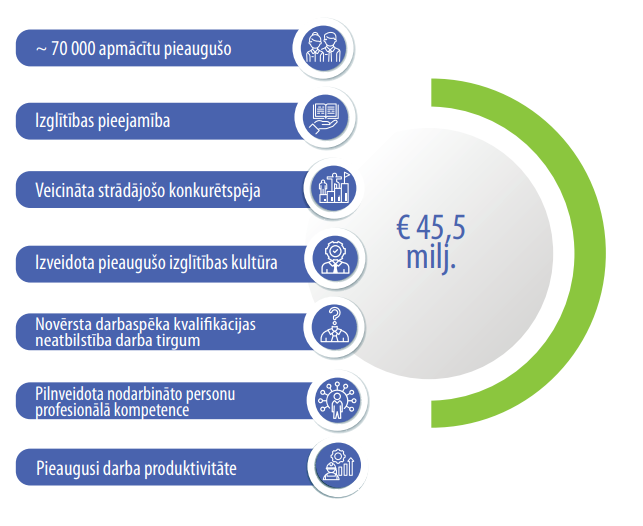 ~ 70 000 apmācītu pieaugušo
Izglītības pieejamība
Veicināta strādājošo konkurētspēja
Izveidota pieaugušo izglītības kultūra
Novērsta darbaspēka kvalifikācijas
neatbilstība darba tirgum
Pilnveidota nodarbināto personu
profesionālā kompetence
Pieaugusi darba produktivitāte
€ 45,5
milj.